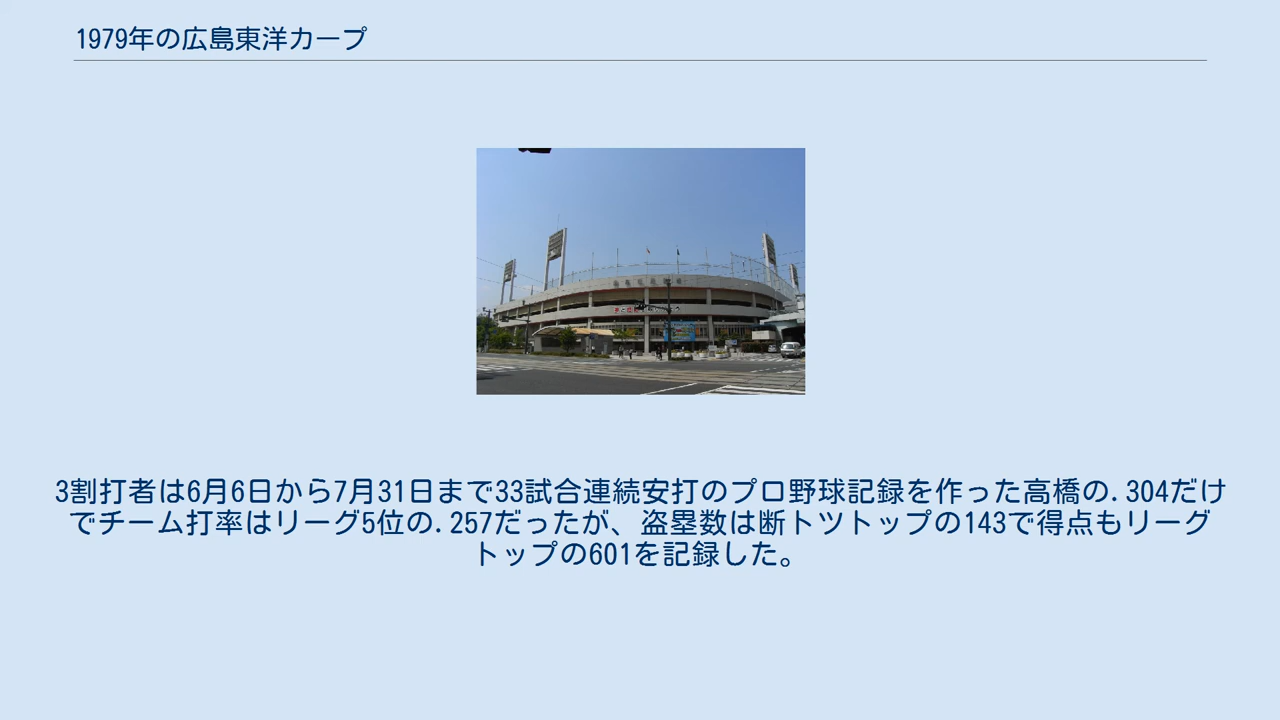 1979年の広島東洋カープ
3割打者は6月6日から7月31日まで33試合連続安打のプロ野球記録を作った高橋の.304だけ
でチーム打率はリーグ5位の.257だったが、盗塁数は断トツトップの143で得点もリーグ
トップの601を記録した。